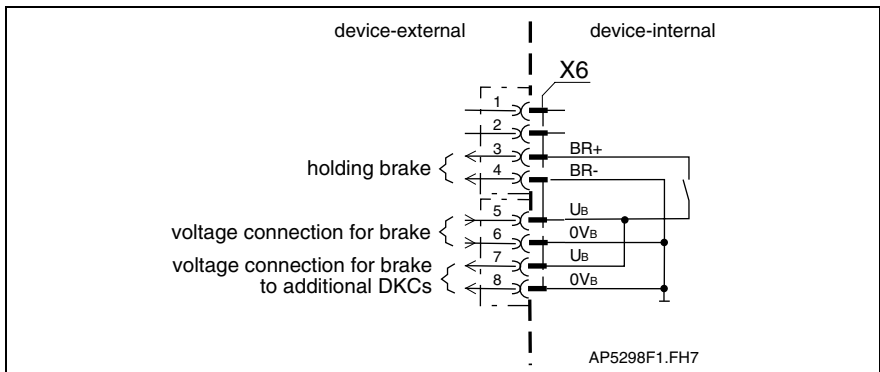 device-external
device-internal
X6
1
2
3 BR+
holding brake
4 BR-
5 UB
voltage connection for brake
6 0VB
voltage connection for brake
7 UB
to additional DKCs
8 0VB
AP5298F1.FH7